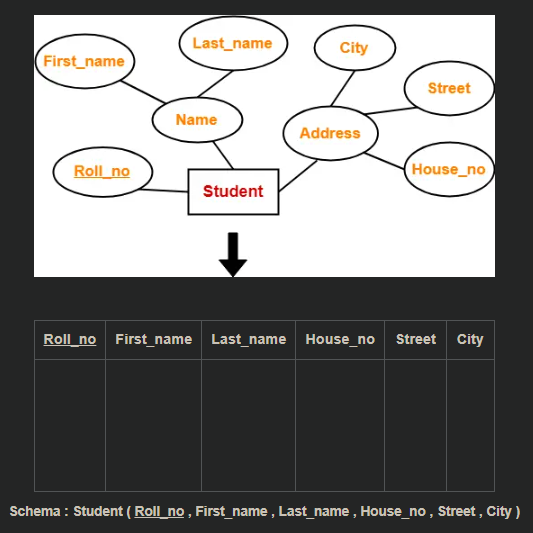 Last_name
City
First_name
Street
Name
Address
Roll_no
House_no
Student
Roll_no First_name Last_name House_no Street City
Schema : Student ( Roll_no , First_name , Last_name , House_no , Street , City )